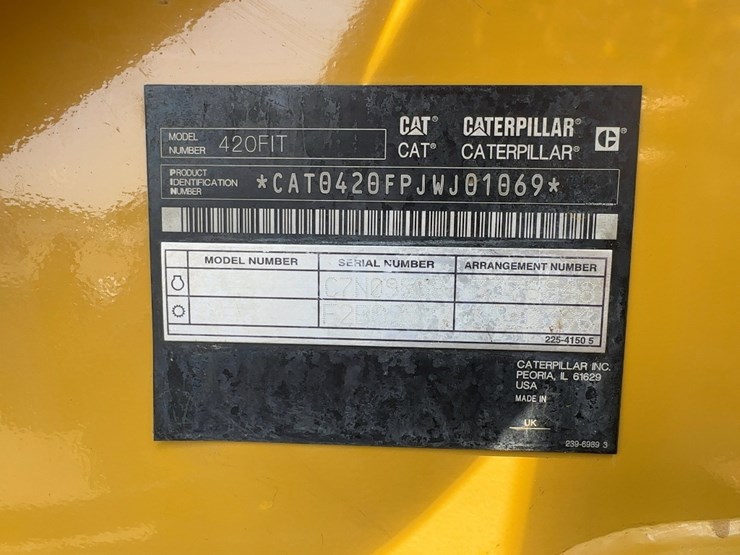 CAT® CATERPILLAR®
MODEL NUMBER 420FIT
CAT® CATERPILLAR®
PRODUCT IDENTIFICATION NUMBER *CAT0420FPJWJ01069*
MODEL NUMBER SERIAL NUMBER ARRANGEMENT NUMBER
225-4150 5
CATERPILLAR INC.
PEORIA, IL 61629
USA
MADE IN
UK
239-6989 3